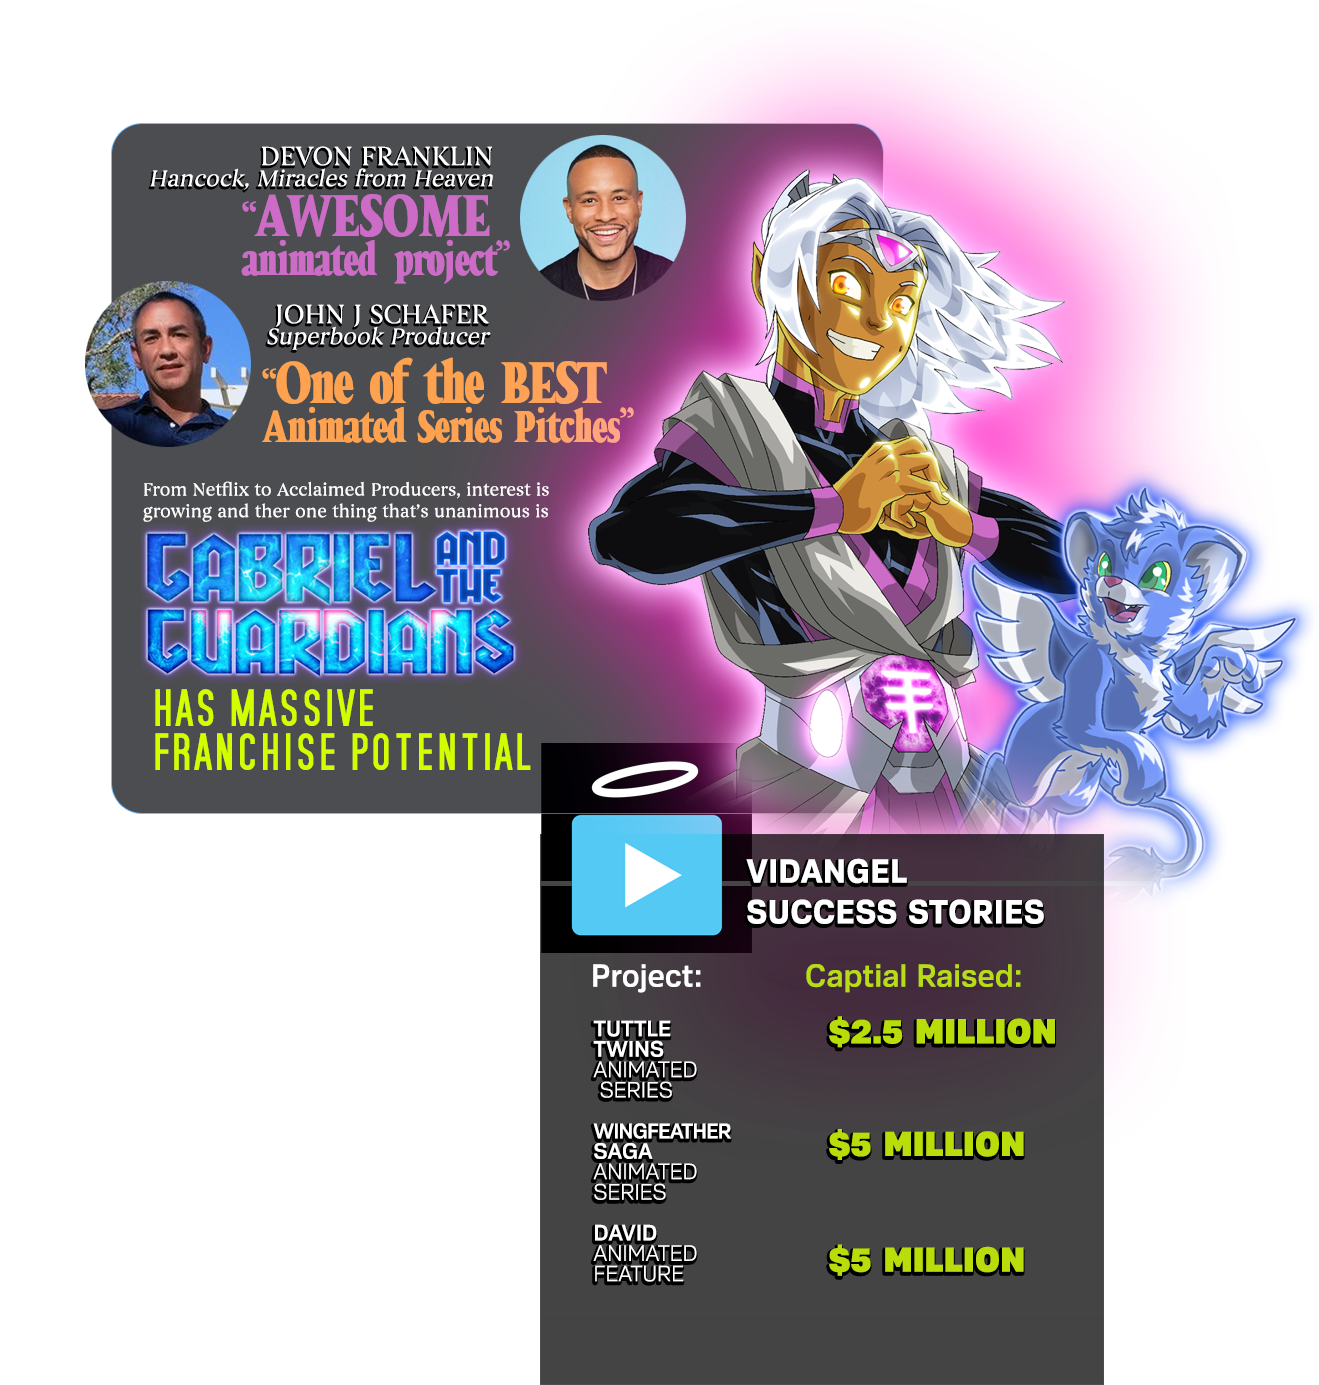 DEVON FRANKLIN
Hancock, Miracles from Heaven
“AWESOME
animated project”
JOHN J SCHAFER
Superbook Producer
“One of the BEST
Animated Series Pitches”
From Netflix to Acclaimed Producers, interest is
growing and ther one thing that’s unanimous is
GABRIEL AND THE
GUARDIANS
HAS MASSIVE
FRANCHISE POTENTIAL
VIDANGEL
SUCCESS STORIES
Project: Captial Raised:
TUTTLE
TWINS
ANIMATED
SERIES
$2.5 MILLION
WINGFEATHER
SAGA
ANIMATED
SERIES
$5 MILLION
DAVID
ANIMATED
FEATURE
$5 MILLION